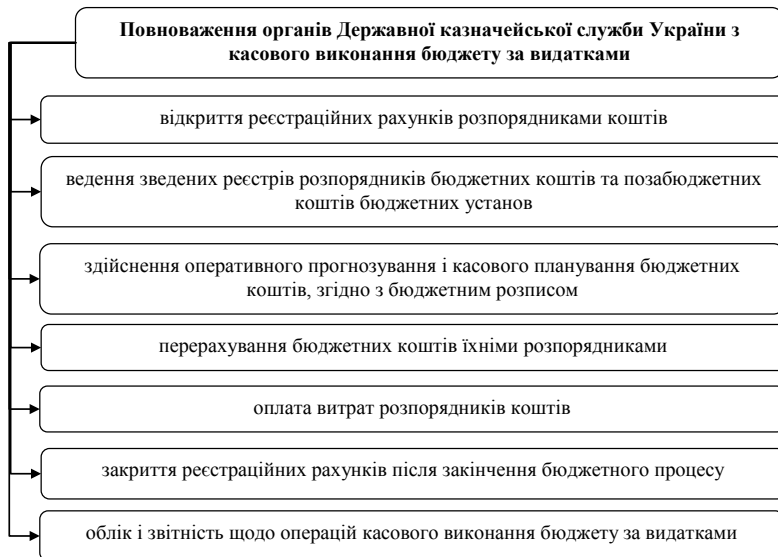 Повноваження органів Державної казначейської служби України з
касового виконання бюджету за видатками
відкриття реєстраційних рахунків розпорядниками коштів
ведення зведених реєстрів розпорядників бюджетних коштів та позабюджетних
коштів бюджетних установ
здійснення оперативного прогнозування і касового планування бюджетних
коштів, згідно з бюджетним розписом
перерахування бюджетних коштів їхніми розпорядниками
оплата витрат розпорядників коштів
закриття реєстраційних рахунків після закінчення бюджетного процесу
облік і звітність щодо операцій касового виконання бюджету за видатками